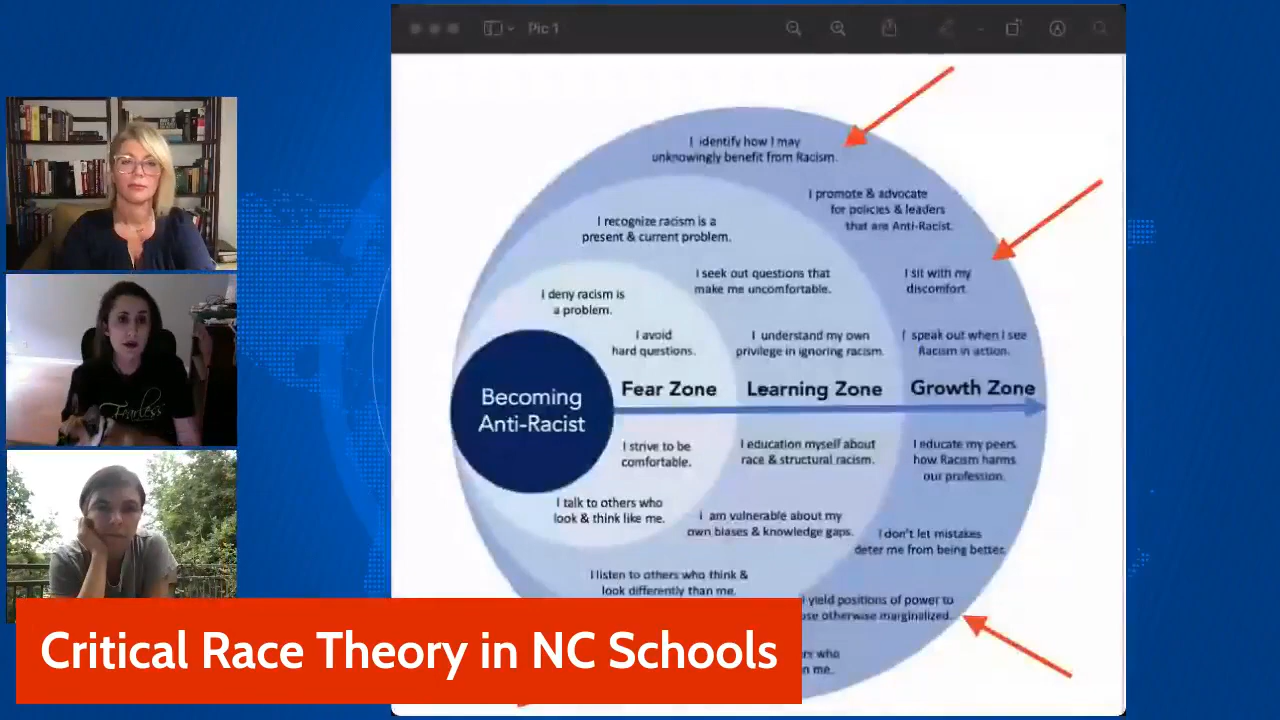 Pic 1
I identify how I may
unknowingly benefit from Racism.
I promote & advocate
for policies & leaders
that are Anti-Racist.
I recognize racism is a
present & current problem.
I seek out questions that
make me uncomfortable.
I sit with my
discomfort.
I deny racism is
a problem.
I avoid
hard questions.
I understand my own
privilege in ignoring racism.
I speak out when I see
Racism in action.
Becoming
Anti-Racist
Fear Zone
Learning Zone
Growth Zone
I strive to be
comfortable.
I education myself about
race & structural racism.
I educate my peers
how Racism harms
our profession.
I talk to others who
look & think like me.
I am vulnerable about my
own biases & knowledge gaps.
I don't let mistakes
deter me from being better.
I listen to others who think &
look differently than me.
yield positions of power to
otherwise marginalized.
who
me.
Fearless
Critical Race Theory in NC Schools